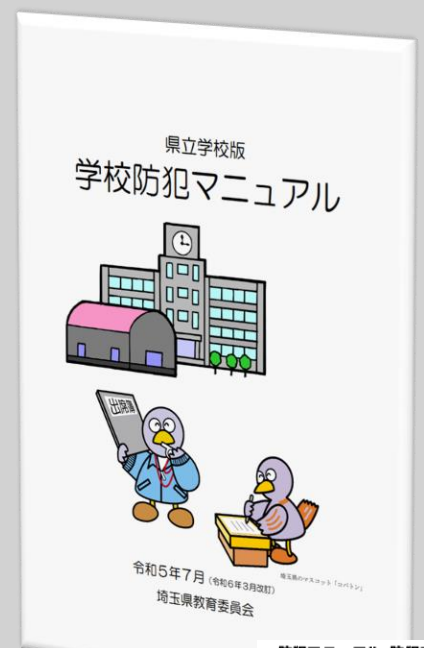 県立学校版
学校防犯マニュアル
出席簿
埼玉県のマスコット「コバトン」
令和5年7月(令和6年3月改訂)
埼玉県教育委員会